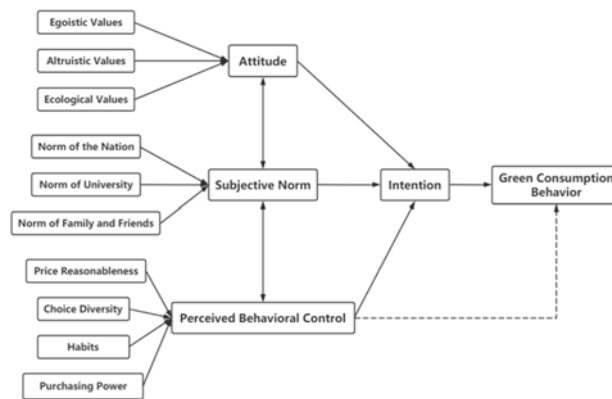 Egoistic Values
Altruistic Values
Ecological Values
Attitude
Norm of the Nation
Norm of University
Norm of Family and Friends
Subjective Norm
Intention
Green Consumption
Behavior
Price Reasonableness
Choice Diversity
Habits
Purchasing Power
Perceived Behavioral Control